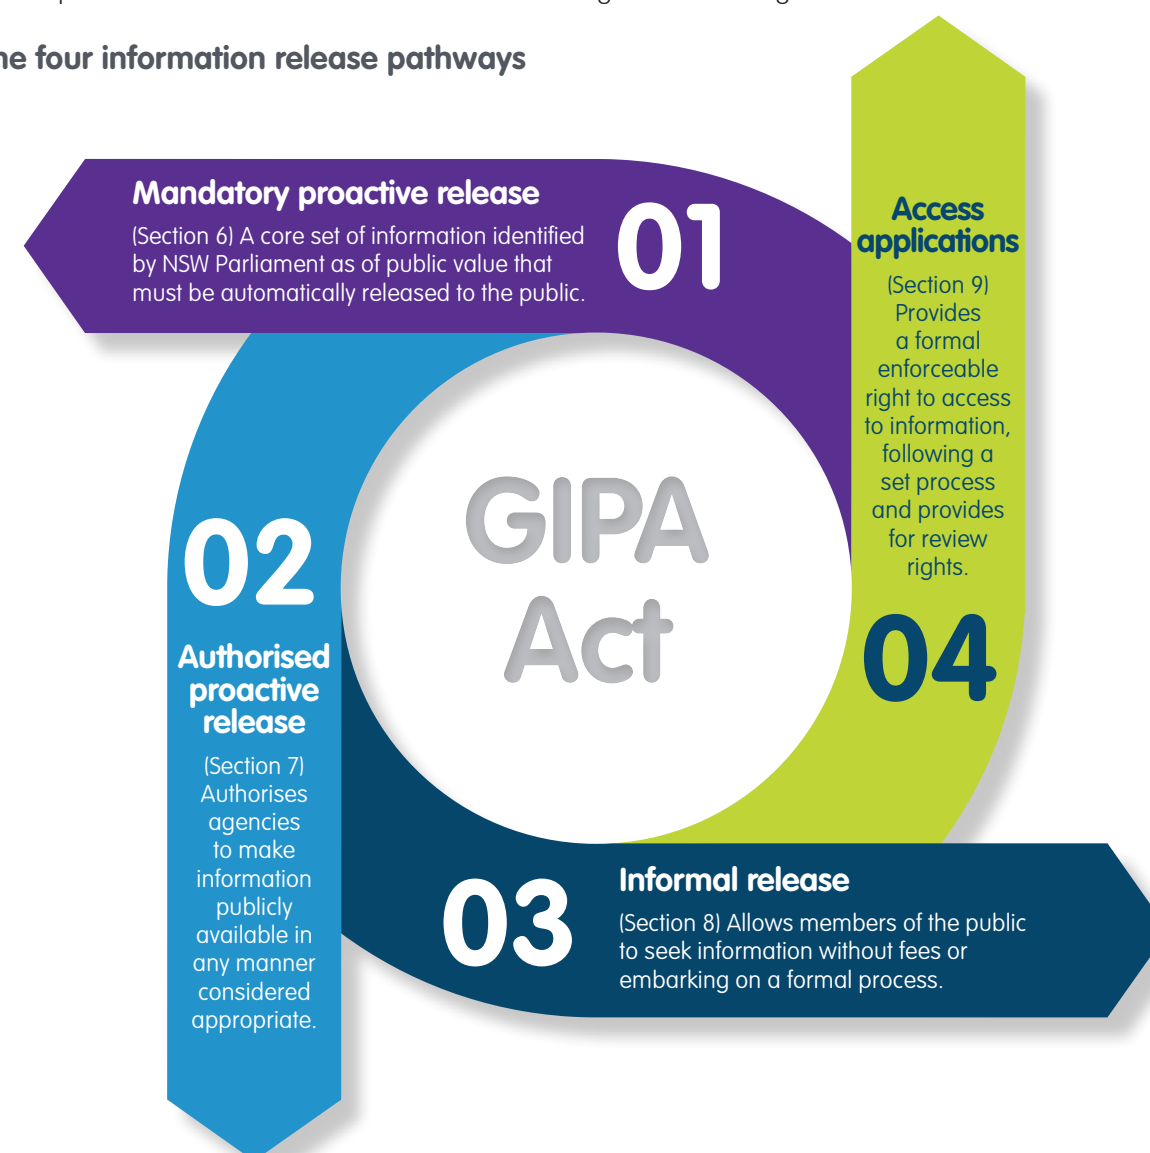 four information release pathways
Mandatory proactive release
(Section 6) A core set of information identified
by NSW Parliament as of public value that
must be automatically released to the public.
01
Access
applications
(Section 9)
Provides
a formal
enforceable
right to access
to information,
following a
set process
and provides
for review
rights.
04
GIPA
Act
02
Authorised
proactive
release
(Section 7)
Authorises
agencies
to make
information
publicly
available in
any manner
considered
appropriate.
03
Informal release
(Section 8) Allows members of the public
to seek information without fees or
embarking on a formal process.